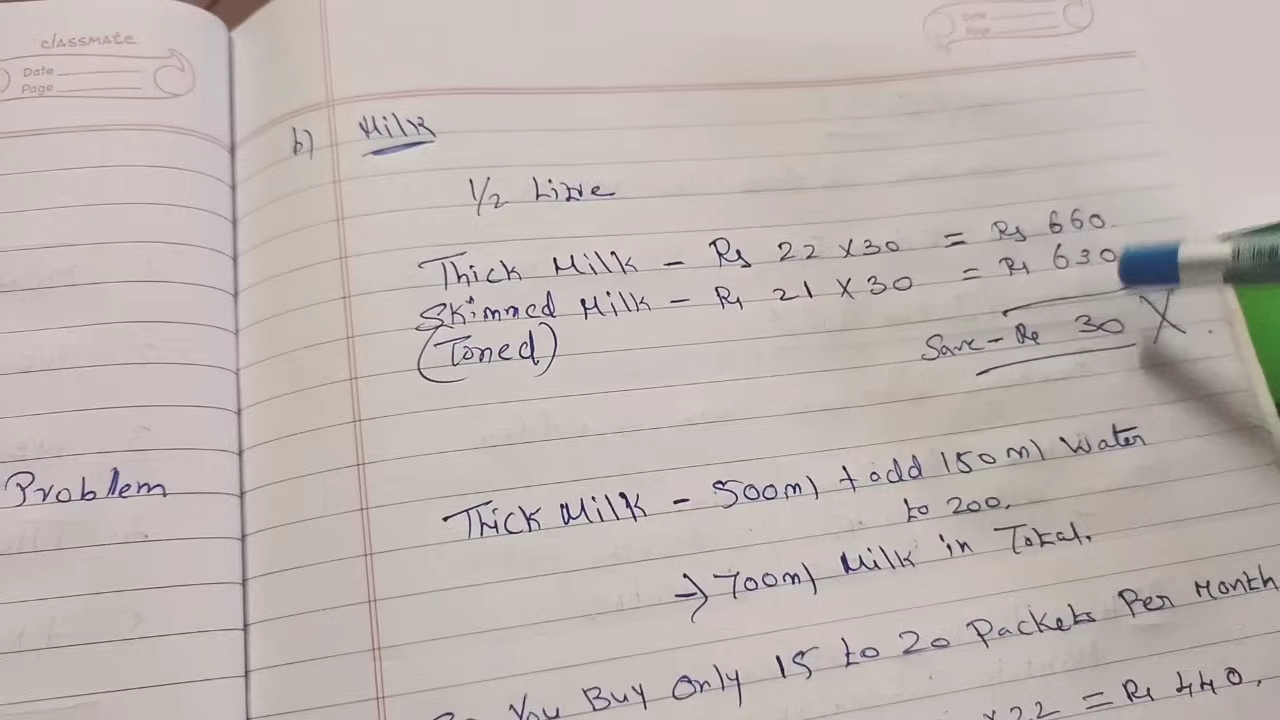 classmate
Date
Page
Date
Page
b) Milk
1/2 Litre
Thick Milk - Rs 22 x 30 = Rs 660
Skimmed Milk - Rs 21 x 30 = Rs 630
(Toned)
Save - Rs 30 X
Problem
Thick Milk - 500ml + add 150ml Water
to 200.
→ 700ml Milk in Total.
You Buy Only 15 to 20 Packets Per Month
x 22 = Rs 440.